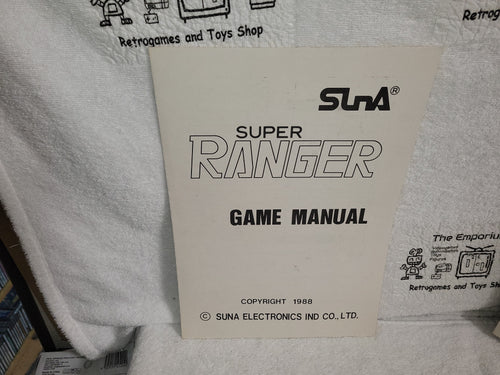 Retrogames and Toys Shop
Retrog
SUnA®
SUPER
RANGER
GAME MANUAL
COPYRIGHT 1988
© SUNA ELECTRONICS IND CO., LTD.
The Emporiu
Retrogames and Toys Sho